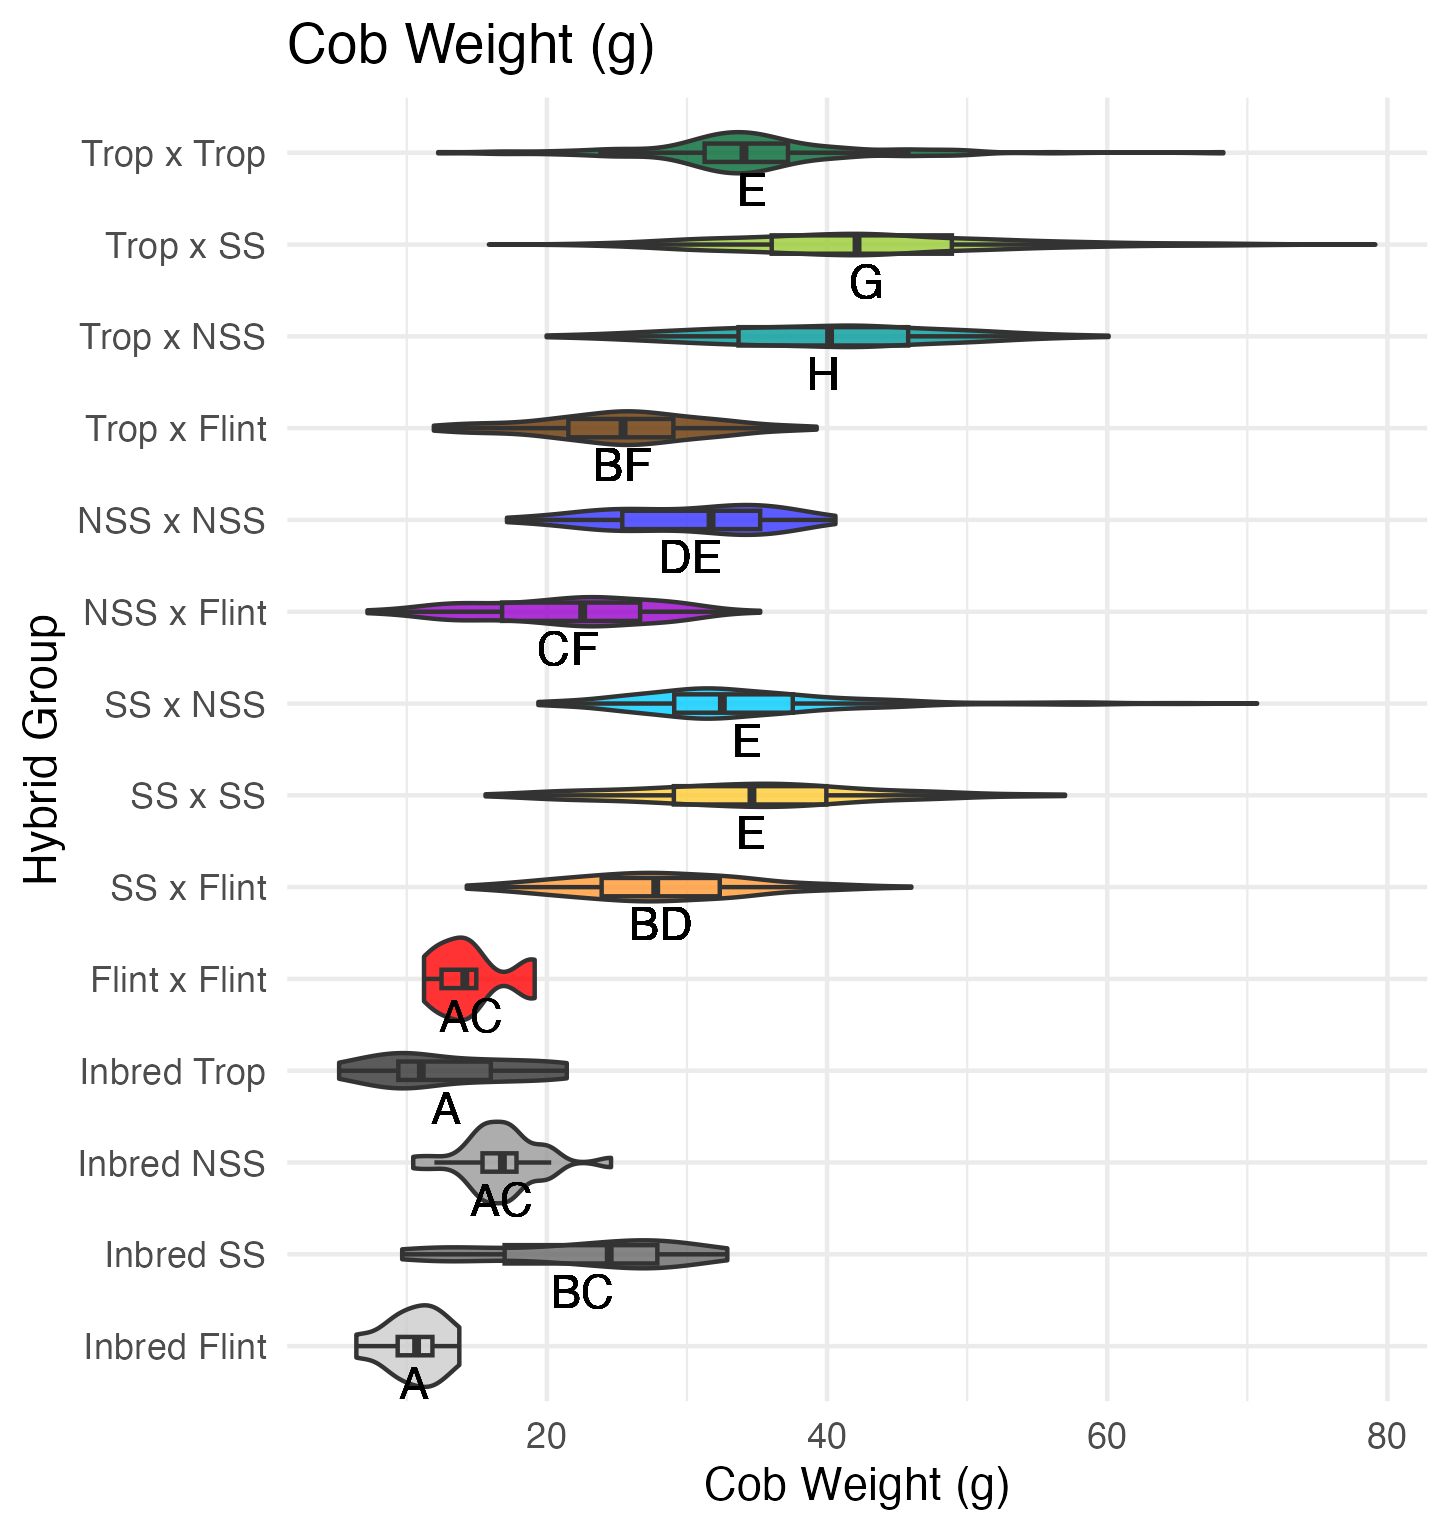 Cob Weight (g)
Hybrid Group
Trop x Trop
E
Trop x SS
G
Trop x NSS
H
Trop x Flint
BF
NSS x NSS
DE
NSS x Flint
CF
SS x NSS
E
SS x SS
E
SS x Flint
BD
Flint x Flint
AC
Inbred Trop
A
Inbred NSS
AC
Inbred SS
BC
Inbred Flint
A
20 40 60 80
Cob Weight (g)